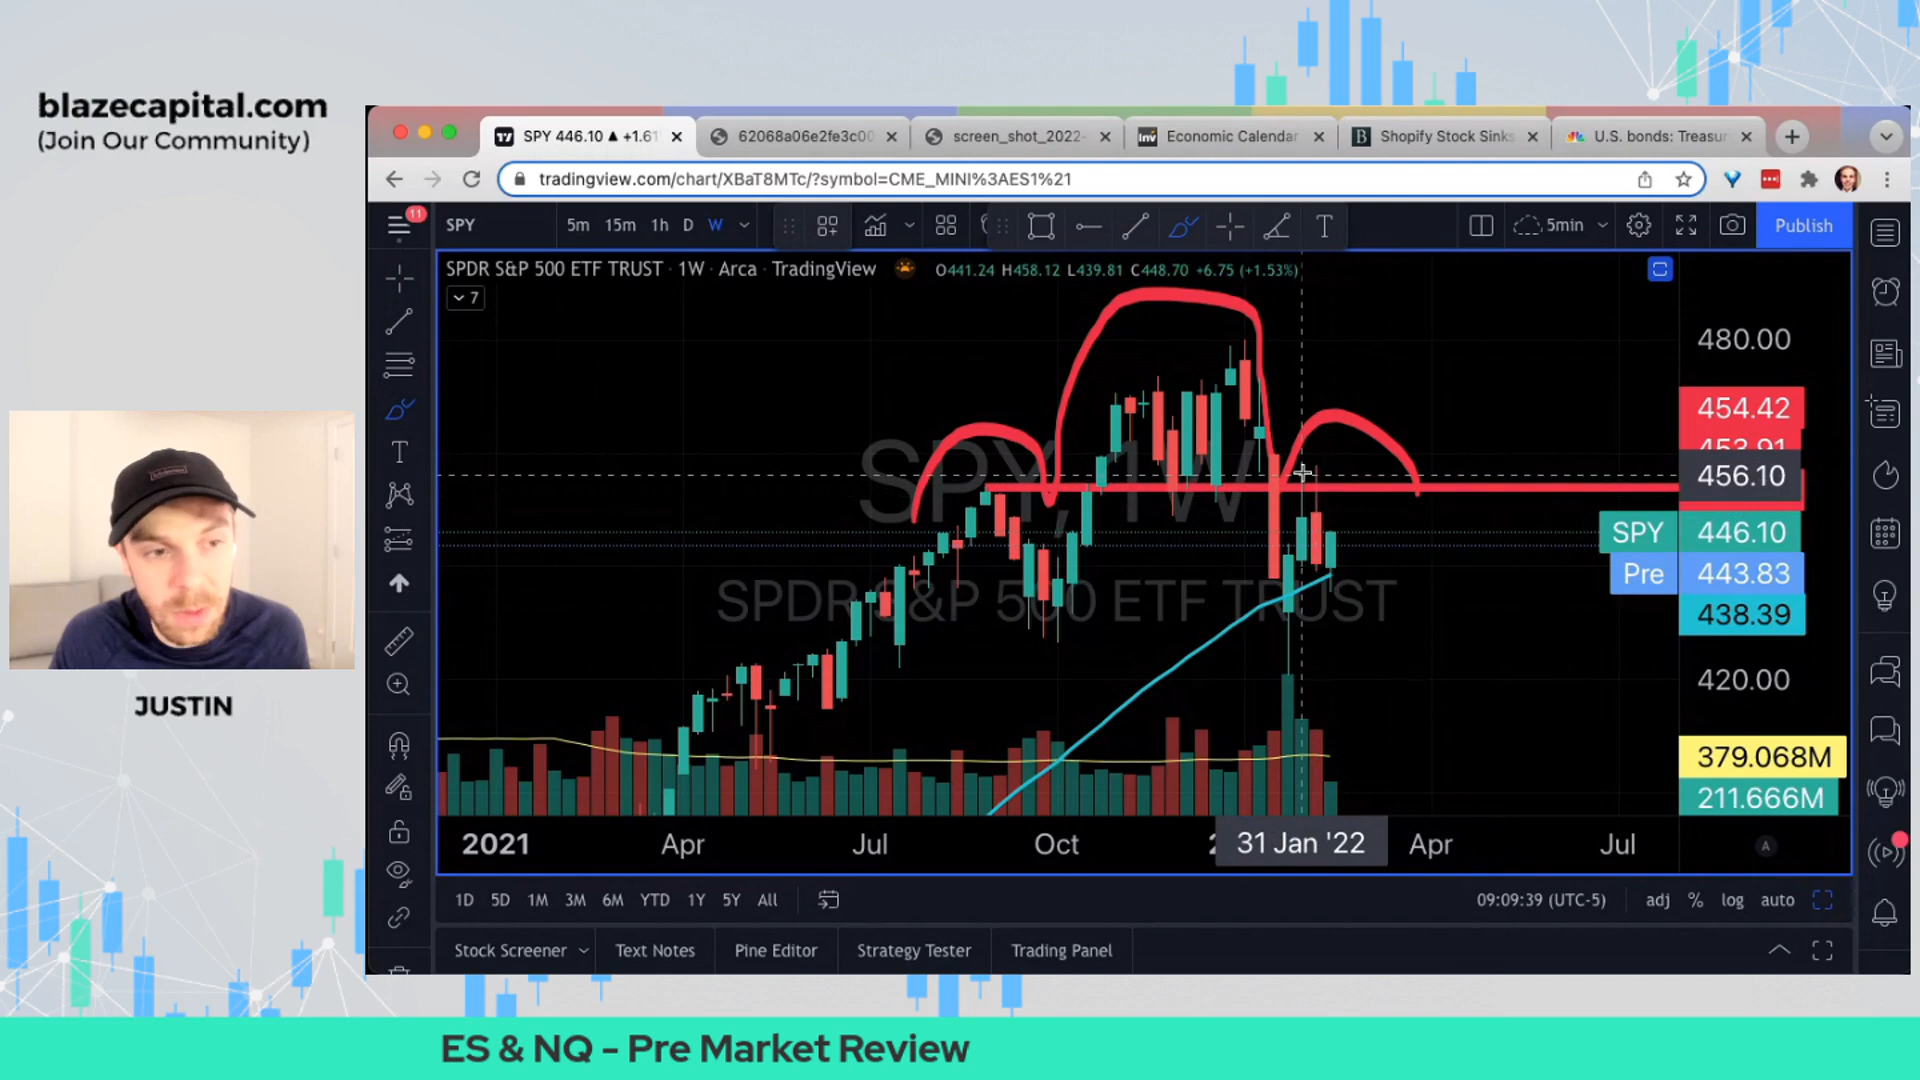 blazecapital.com
(Join Our Community)
JUSTIN
SPY 446.10 ▲ +1.61
62068a06e2fe3c00
screen_shot_2022-
Economic Calendar
Shopify Stock Sinks
U.S. bonds: Treasur
tradingview.com/chart/XBaT8MTc/?symbol=CME_MINI%3AES1%21
11
SPY
5m 15m 1h D W
5min
Publish
SPDR S&P 500 ETF TRUST · 1W · Arca · TradingView
O441.24 H458.12 L439.81 C448.70 +6.75 (+1.53%)
7
SPY, 1W
SPDR S&P 500 ETF TRUST
480.00
454.42
453.91
456.10
SPY 446.10
Pre 443.83
438.39
420.00
379.068M
211.666M
2021 Apr Jul Oct 31 Jan '22 Apr Jul
A
1D 5D 1M 3M 6M YTD 1Y 5Y All
09:09:39 (UTC-5) adj % log auto
Stock Screener Text Notes Pine Editor Strategy Tester Trading Panel
ES & NQ - Pre Market Review